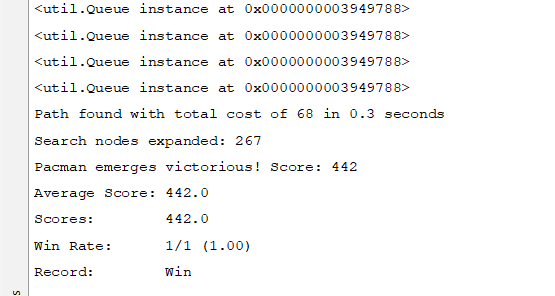 <util.Queue instance at 0x0000000003949788>
<util.Queue instance at 0x0000000003949788>
<util.Queue instance at 0x0000000003949788>
<util.Queue instance at 0x0000000003949788>
Path found with total cost of 68 in 0.3 seconds
Search nodes expanded: 267
Pacman emerges victorious! Score: 442
Average Score: 442.0
Scores:        442.0
Win Rate:      1/1 (1.00)
Record:        Win
s